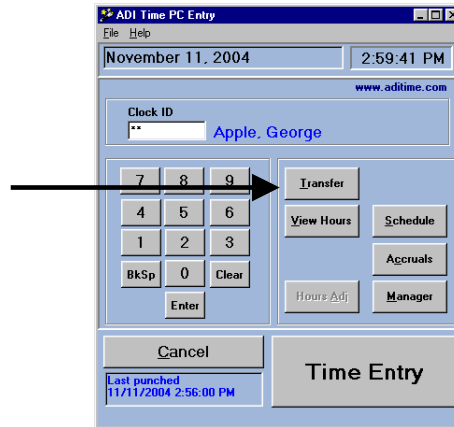 ADI Time PC Entry
File Help
November 11, 2004 2:59:41 PM
www.aditime.com
Clock ID
** Apple, George
7 8 9 Transfer
4 5 6 View Hours Schedule
1 2 3 Accruals
BkSp 0 Clear Hours Adj Manager
Enter
Cancel
Time Entry
Last punched
11/11/2004 2:56:00 PM